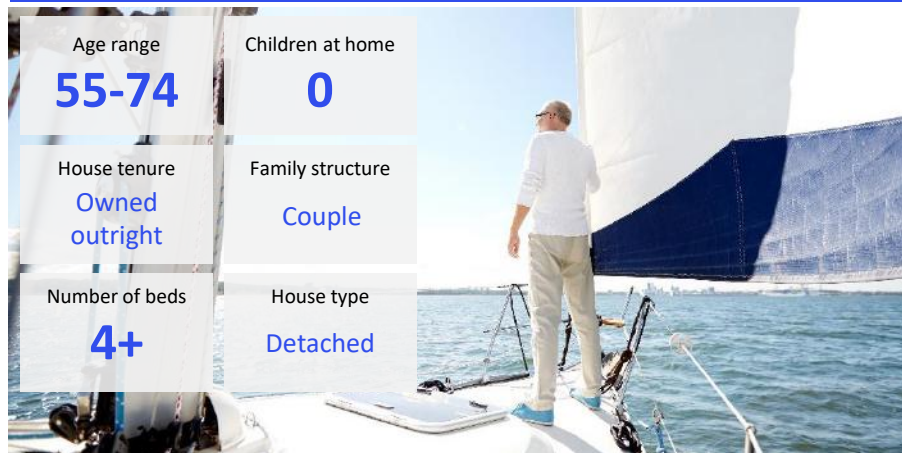 Age range
55-74
Children at home
0
House tenure
Owned
outright
Family structure
Couple
Number of beds
4+
House type
Detached